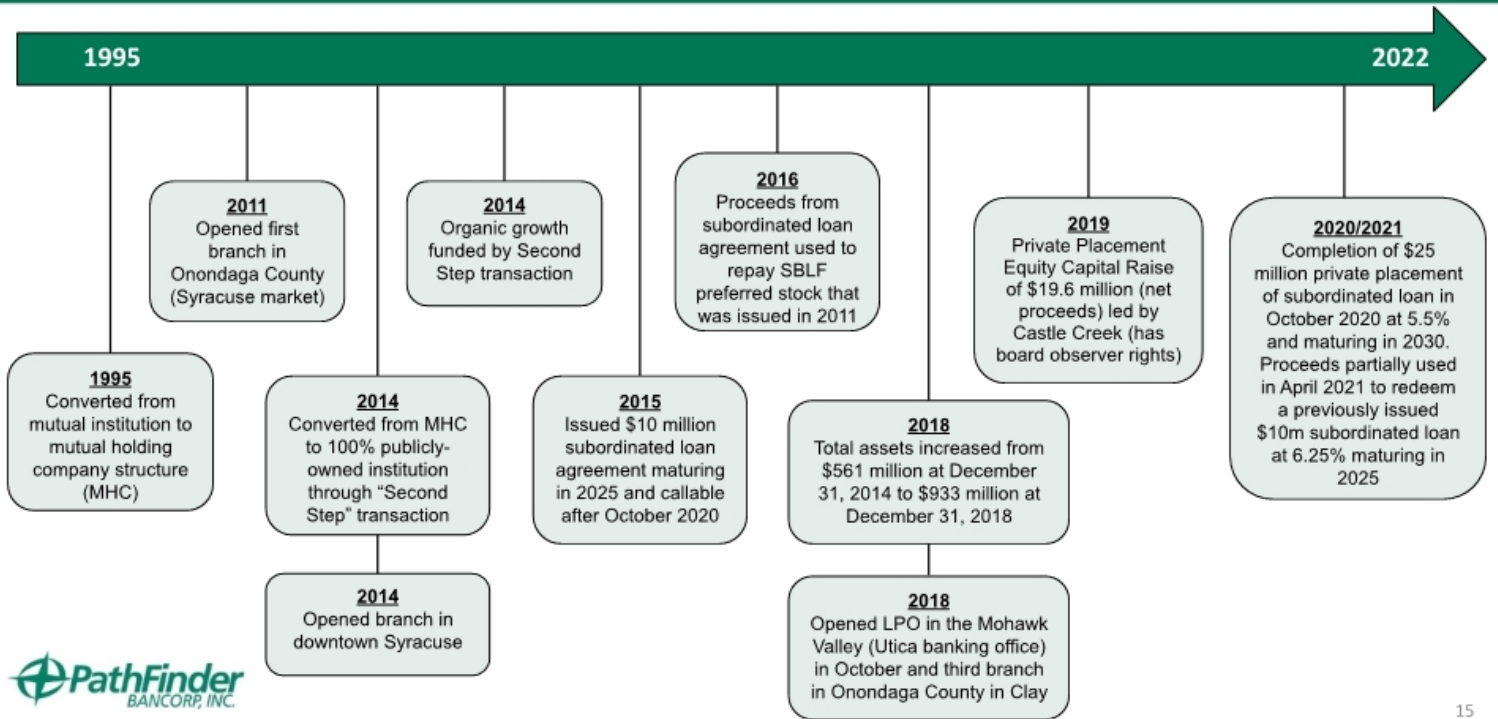 1995
2022
1995
Converted from
mutual institution to
mutual holding
company structure
(MHC)
2011
Opened first
branch in
Onondaga County
(Syracuse market)
2014
Converted from MHC
to 100% publicly-
owned institution
through “Second
Step” transaction
2014
Opened branch in
downtown Syracuse
2014
Organic growth
funded by Second
Step transaction
2015
Issued $10 million
subordinated loan
agreement maturing
in 2025 and callable
after October 2020
2016
Proceeds from
subordinated loan
agreement used to
repay SBLF
preferred stock that
was issued in 2011
2018
Total assets increased from
$561 million at December
31, 2014 to $933 million at
December 31, 2018
2018
Opened LPO in the Mohawk
Valley (Utica banking office)
in October and third branch
in Onondaga County in Clay
2019
Private Placement
Equity Capital Raise
of $19.6 million (net
proceeds) led by
Castle Creek (has
board observer rights)
2020/2021
Completion of $25
million private placement
of subordinated loan in
October 2020 at 5.5%
and maturing in 2030.
Proceeds partially used
in April 2021 to redeem
a previously issued
$10m subordinated loan
at 6.25% maturing in
2025
PathFinder
BANCORP, INC.
15